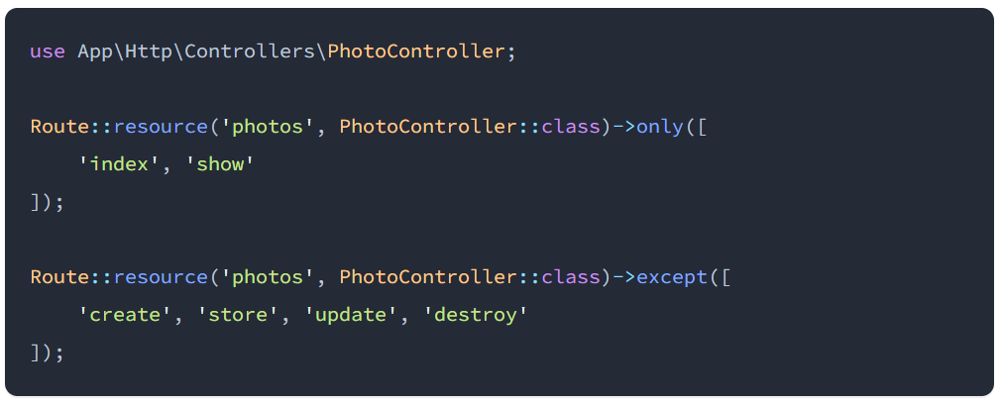 use App\Http\Controllers\PhotoController;
Route::resource('photos', PhotoController::class)->only([
    'index', 'show'
]);
Route::resource('photos', PhotoController::class)->except([
    'create', 'store', 'update', 'destroy'
]);